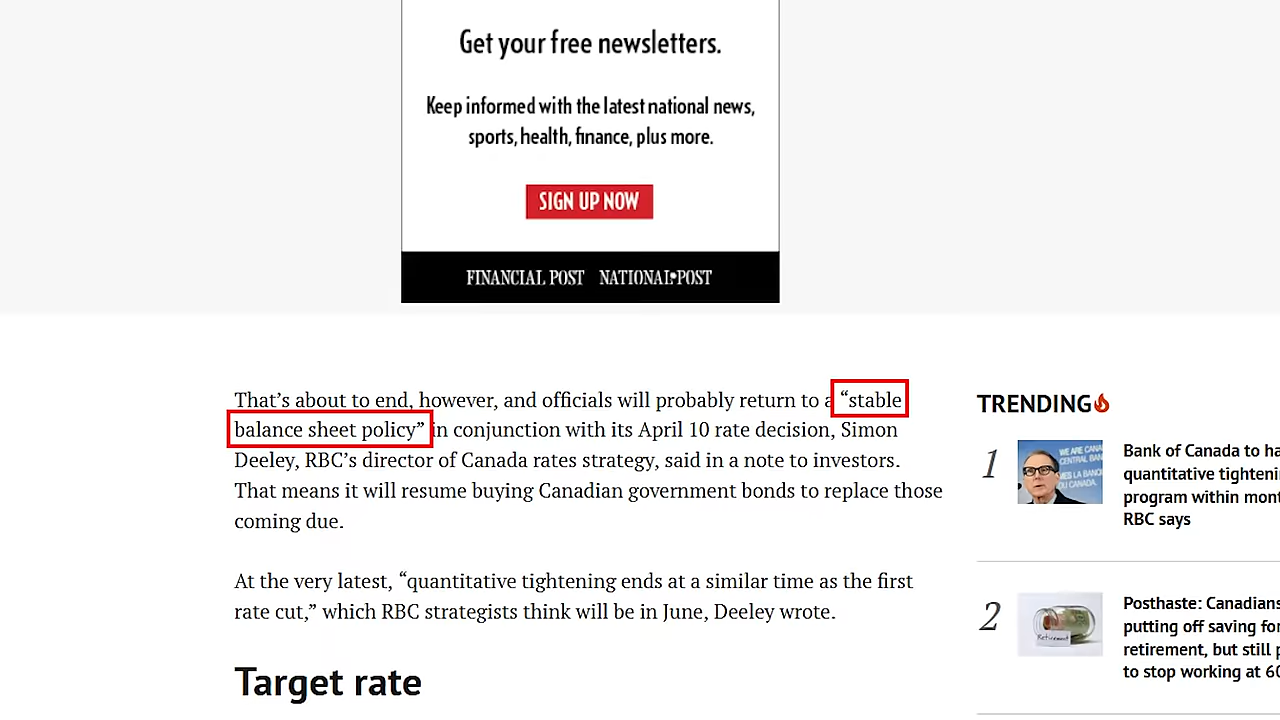 Get your free newsletters.
Keep informed with the latest national news,
sports, health, finance, plus more.
SIGN UP NOW
FINANCIAL POST NATIONAL POST
That’s about to end, however, and officials will probably return to a “stable
balance sheet policy” in conjunction with its April 10 rate decision, Simon
Deeley, RBC’s director of Canada rates strategy, said in a note to investors.
That means it will resume buying Canadian government bonds to replace those
coming due.
At the very latest, “quantitative tightening ends at a similar time as the first
rate cut,” which RBC strategists think will be in June, Deeley wrote.
Target rate
TRENDING
1
Bank of Canada to ha
quantitative tightenin
program within mont
RBC says
2
Retirement
Posthaste: Canadians
putting off saving for
retirement, but still p
to stop working at 60